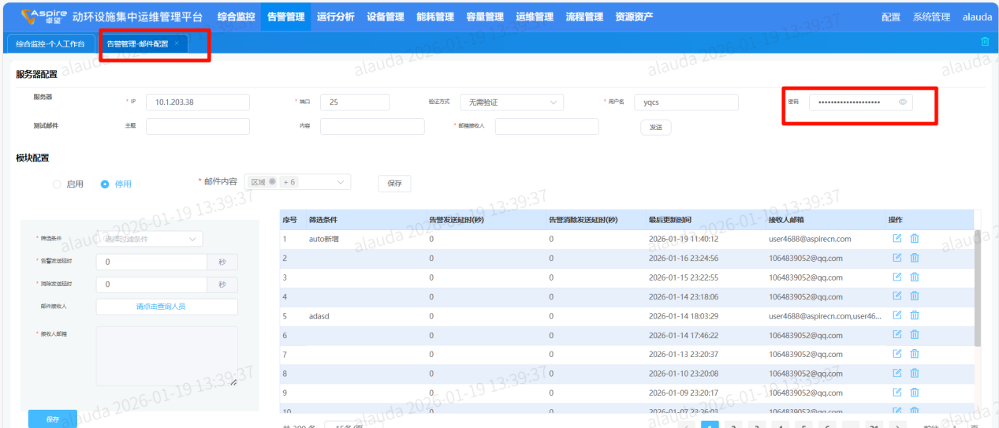 Aspire 卓望 动环设施集中运维管理平台 综合监控 告警管理 运行分析 设备管理 能耗管理 容量管理 运维管理 流程管理 资源资产 配置 系统管理 alauda
综合监控-个人工作台 告警管理-邮件配置 ×
服务器配置
服务器 * IP 10.1.203.38 * 端口 25 验证方式 无需验证 * 用户名 yqcs 密码 ••••••••••••••••••••
测试邮件 主题 内容 * 邮箱接收人 发送
模块配置
启用 停用 * 邮件内容 区域 + 6 保存
* 筛选条件 选择过滤条件
* 告警发送延时 0 秒
* 消除发送延时 0 秒
邮件接收人 请点击查询人员
* 接收人邮箱
保存
序号 筛选条件 告警发送延时(秒) 告警消除发送延时(秒) 最后更新时间 接收人邮箱 操作
1 auto新增 0 0 2026-01-19 11:40:12 user4688@aspirecn.com
2 0 0 2026-01-16 23:24:56 1064839052@qq.com
3 0 0 2026-01-15 23:22:55 1064839052@qq.com
4 0 0 2026-01-14 23:18:06 1064839052@qq.com
5 adasd 0 0 2026-01-14 18:03:29 user4688@aspirecn.com,user46...
6 0 0 2026-01-14 17:46:22 1064839052@qq.com
7 0 0 2026-01-13 23:20:37 1064839052@qq.com
8 0 0 2026-01-10 23:20:08 1064839052@qq.com
9 0 0 2026-01-09 23:20:17 1064839052@qq.com
10 0 0 2026-01-07 23:26:03 1064839052@qq.com
1 2 3 4 5 6 21
alauda 2026-01-19 13:39:37